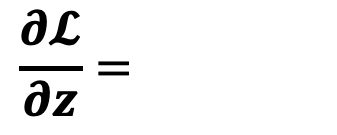 ∂ℒ/∂z =